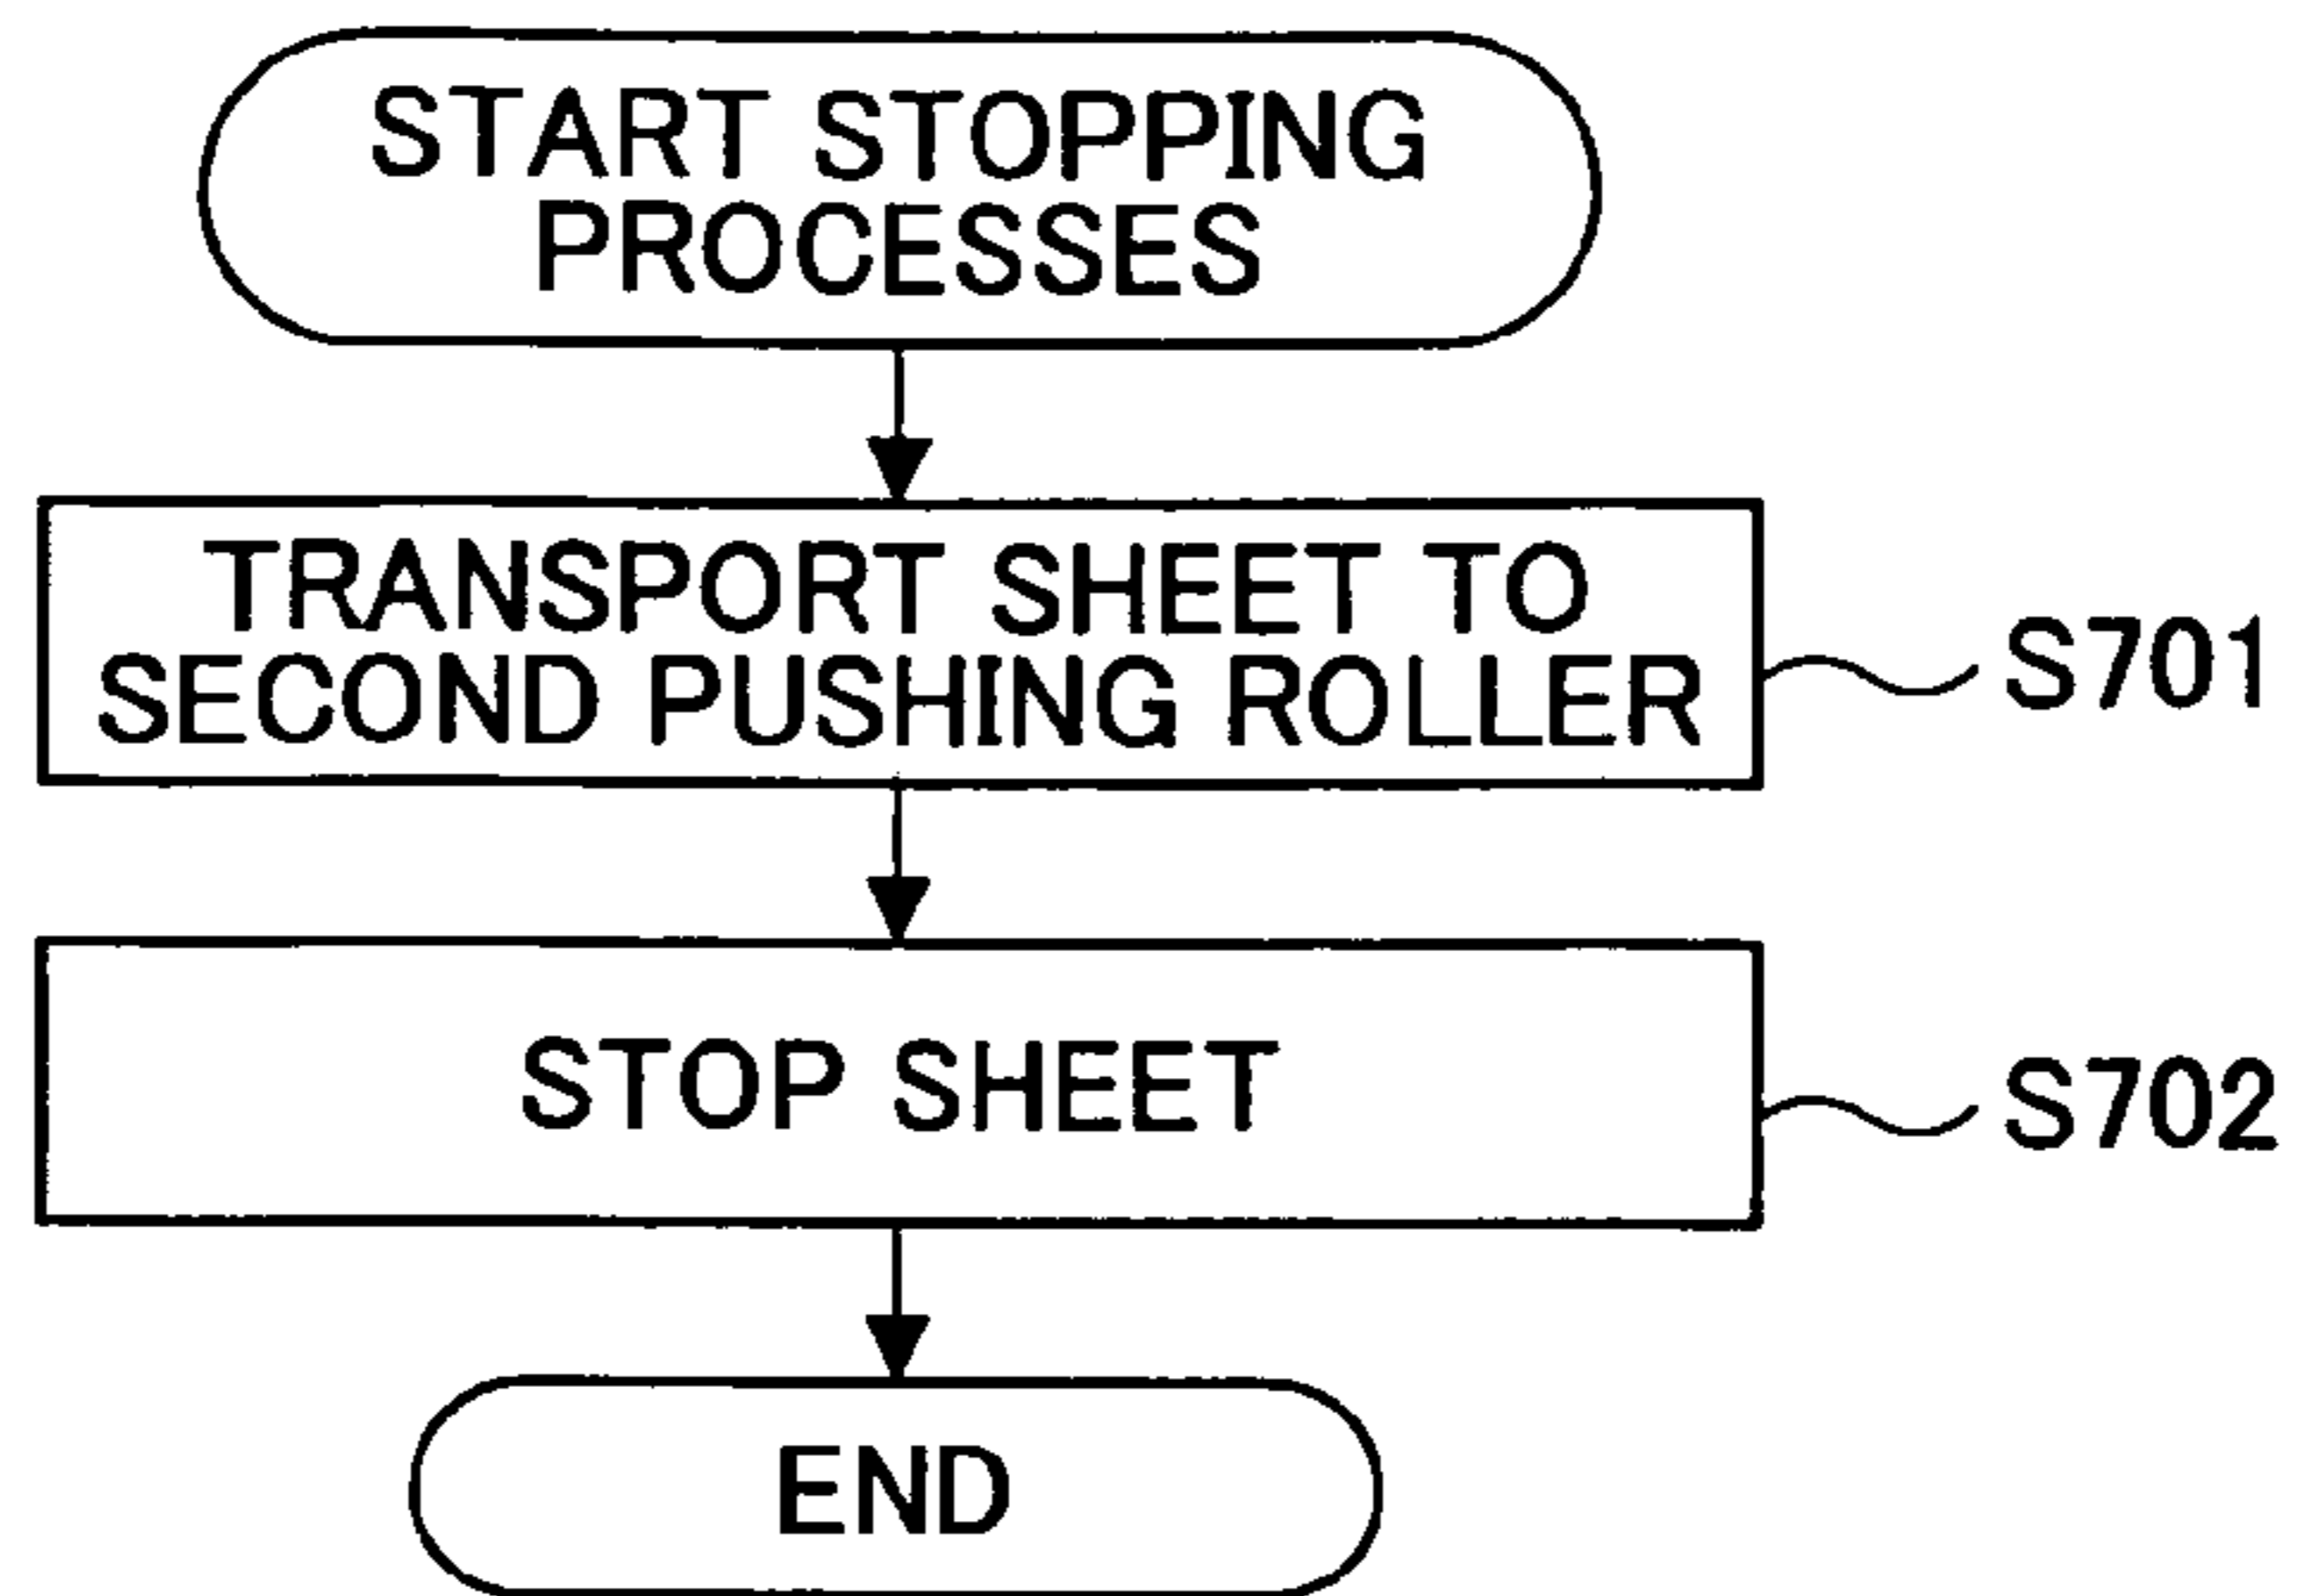 START STOPPING
PROCESSES
TRANSPORT SHEET TO
SECOND PUSHING ROLLER
S701
STOP SHEET
S702
END